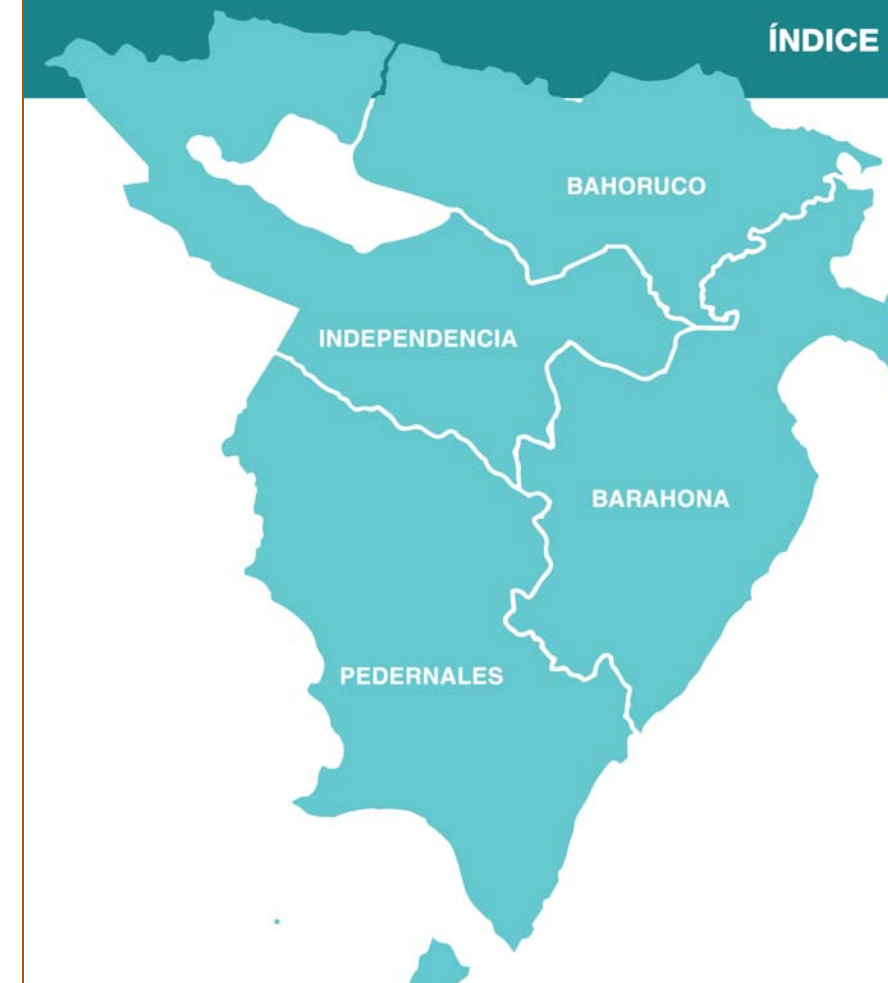 ÍNDICE
BAHORUCO
INDEPENDENCIA
BARAHONA
PEDERNALES